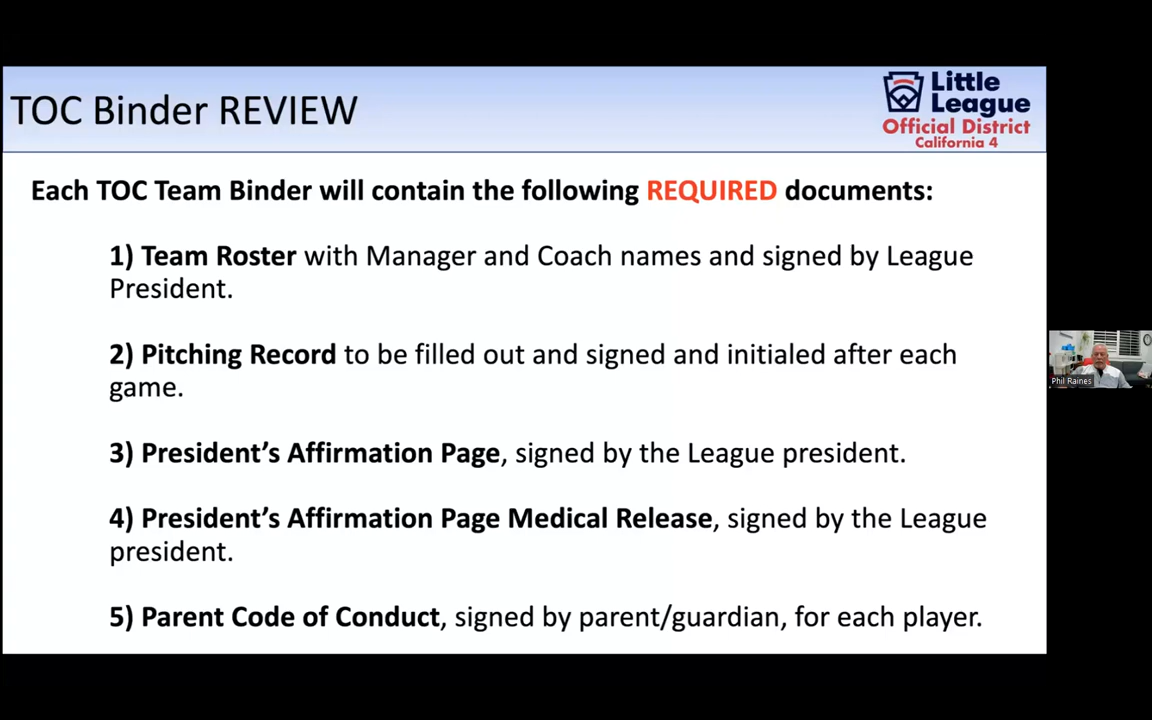 TOC Binder REVIEW
Little
League
Official District
California 4
Each TOC Team Binder will contain the following REQUIRED documents:
1) Team Roster with Manager and Coach names and signed by League
President.
2) Pitching Record to be filled out and signed and initialed after each
game.
3) President’s Affirmation Page, signed by the League president.
4) President’s Affirmation Page Medical Release, signed by the League
president.
5) Parent Code of Conduct, signed by parent/guardian, for each player.
Phil Raines